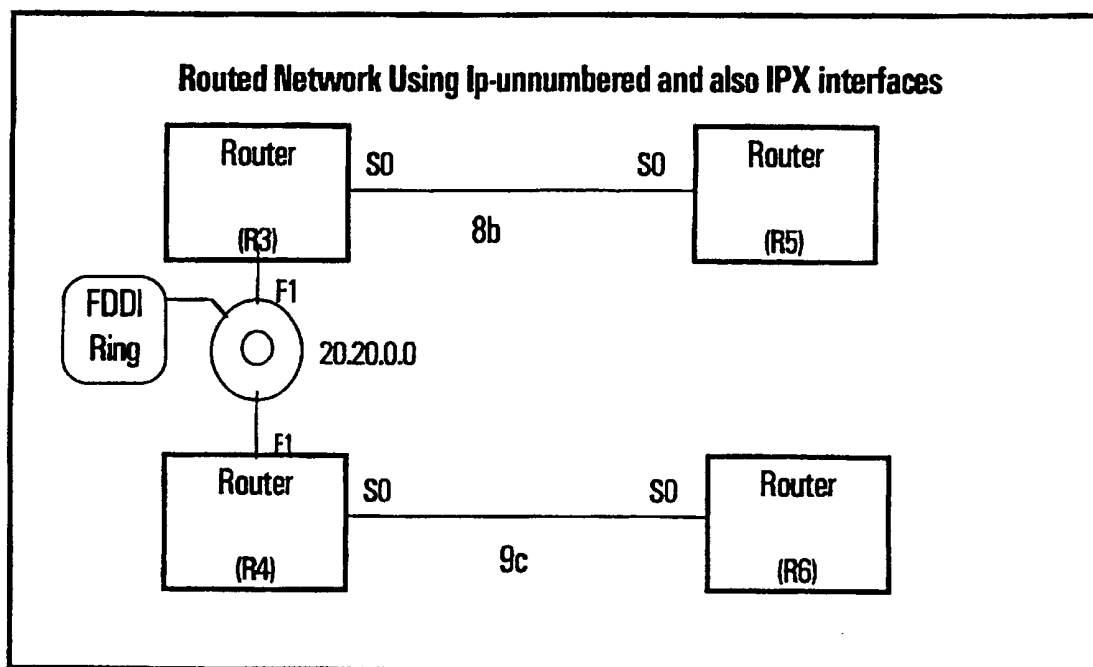 Routed Network Using Ip-unnumbered and also IPX interfaces
Router
S0
S0
Router
(R3)
8b
(R5)
F1
FDDI
Ring
20.20.0.0
F1
Router
S0
S0
Router
(R4)
9c
(R6)